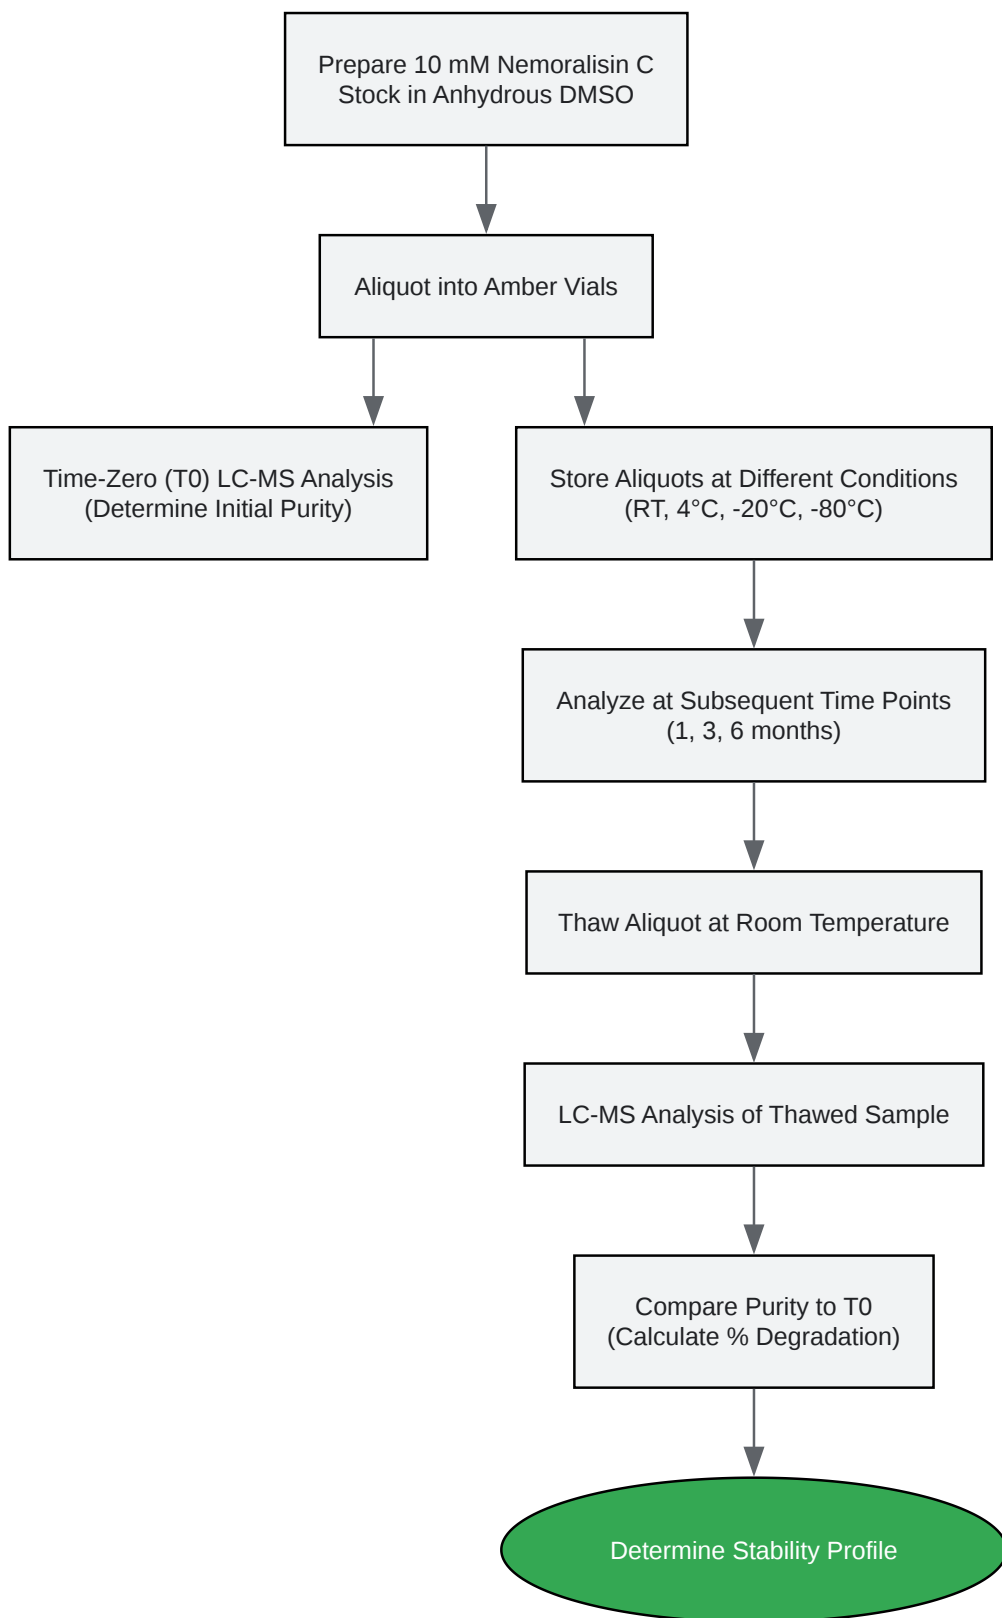 Prepare 10 mM Nemoralisin C
Stock in Anhydrous DMSO
Aliquot into Amber Vials
Time-Zero (T0) LC-MS Analysis
(Determine Initial Purity)
Store Aliquots at Different Conditions
(RT, 4°C, -20°C, -80°C)
Analyze at Subsequent Time Points
(1, 3, 6 months)
Thaw Aliquot at Room Temperature
LC-MS Analysis of Thawed Sample
Compare Purity to T0
(Calculate % Degradation)
Determine Stability Profile